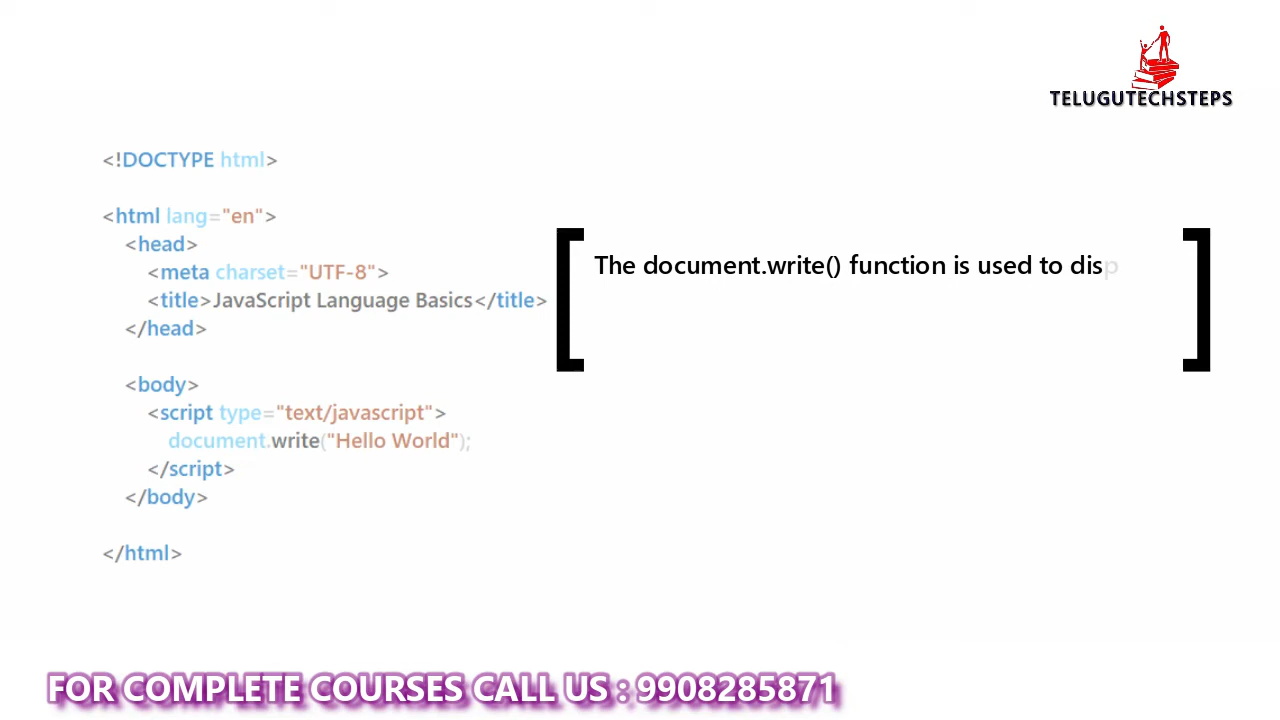 TELUGUTECHSTEPS
<!DOCTYPE html>
<html lang="en">
<head>
<meta charset="UTF-8">
<title>JavaScript Language Basics</title>
</head>
<body>
<script type="text/javascript">
document.write("Hello World");
</script>
</body>
</html>
The document.write() function is used to disp
FOR COMPLETE COURSES CALL US : 9908285871